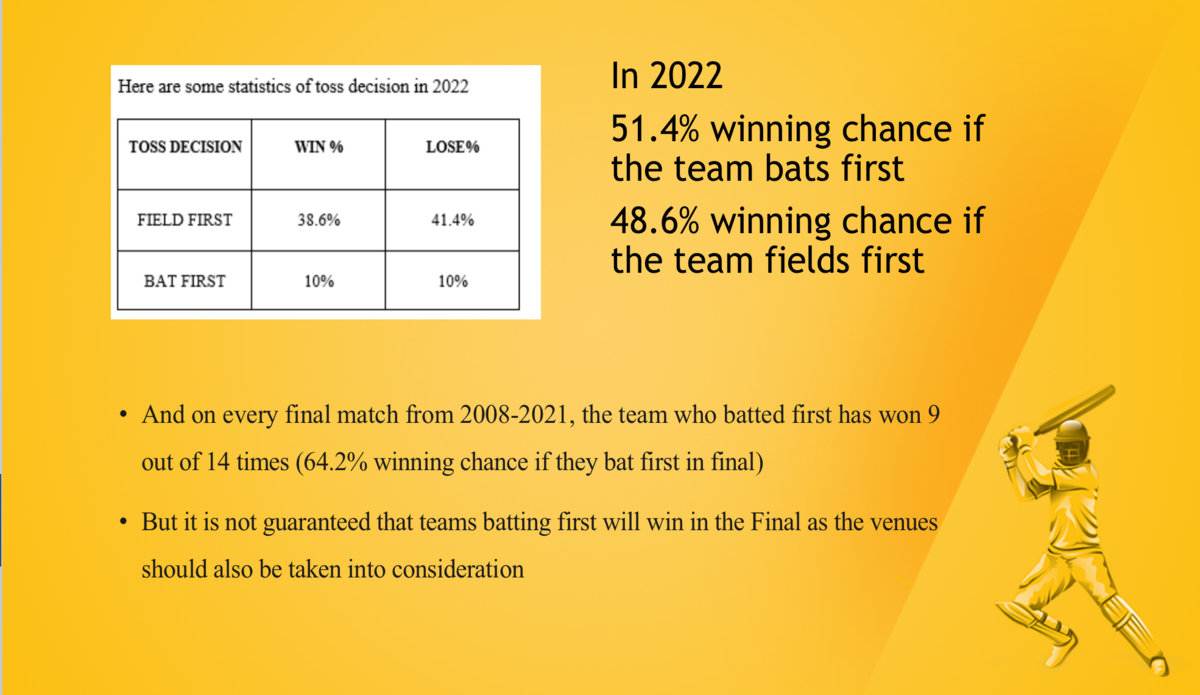 Here are some statistics of toss decision in 2022
TOSS DECISION WIN % LOSE%
FIELD FIRST 38.6% 41.4%
BAT FIRST 10% 10%
In 2022
51.4% winning chance if
the team bats first
48.6% winning chance if
the team fields first
• And on every final match from 2008-2021, the team who batted first has won 9
out of 14 times (64.2% winning chance if they bat first in final)
• But it is not guaranteed that teams batting first will win in the Final as the venues
should also be taken into consideration